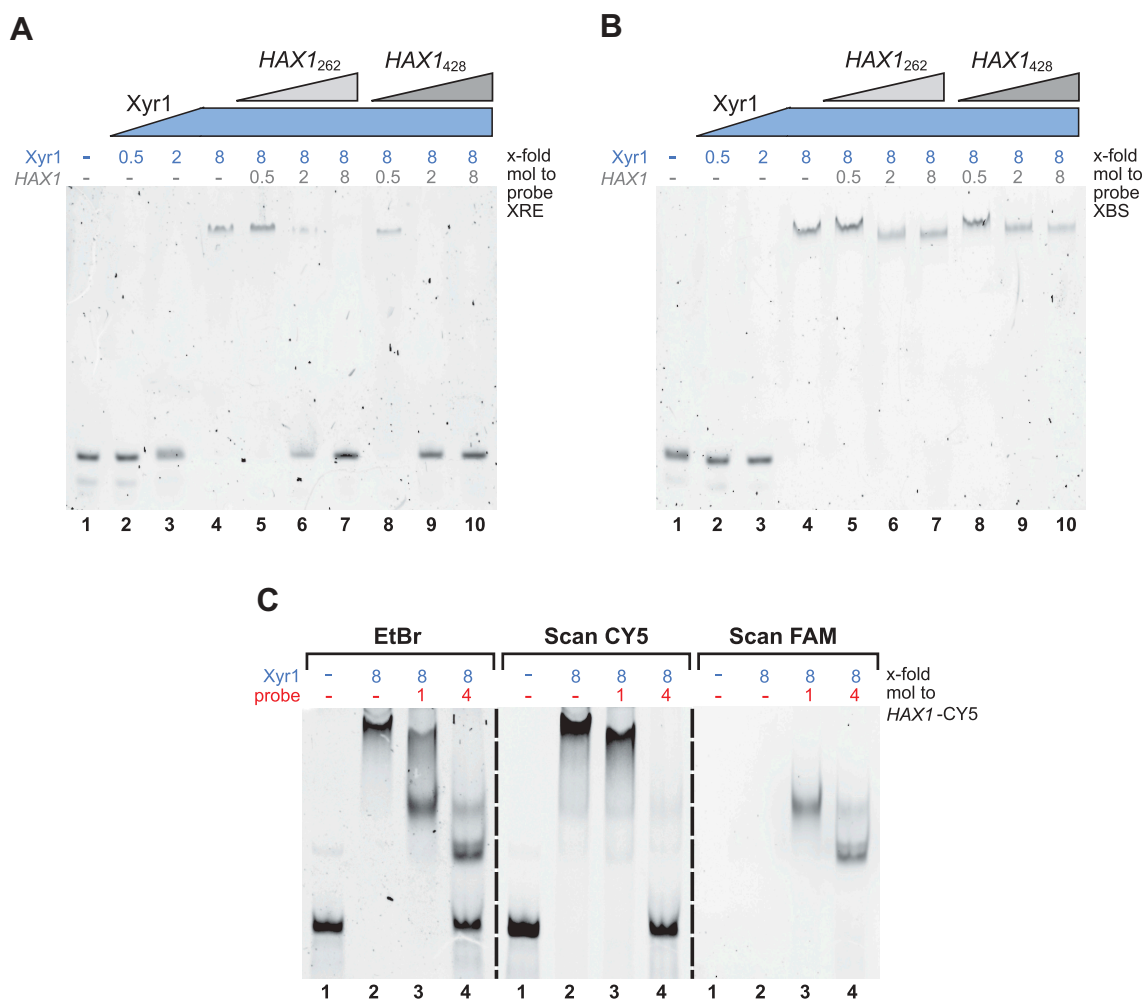 A
HAX1262 HAX1428
Xyr1
Xyr1 - 0.5 2 8 8 8 8 8 8 8 x-fold
HAX1 - - - - 0.5 2 8 0.5 2 8 mol to
probe
XRE
1 2 3 4 5 6 7 8 9 10
B
HAX1262 HAX1428
Xyr1
Xyr1 - 0.5 2 8 8 8 8 8 8 8 x-fold
HAX1 - - - - 0.5 2 8 0.5 2 8 mol to
probe
XBS
1 2 3 4 5 6 7 8 9 10
C
EtBr Scan CY5 Scan FAM
Xyr1 - 8 8 8 - 8 8 8 - 8 8 8 x-fold
probe - - 1 4 - - 1 4 - - 1 4 mol to
HAX1-CY5
1 2 3 4 1 2 3 4 1 2 3 4